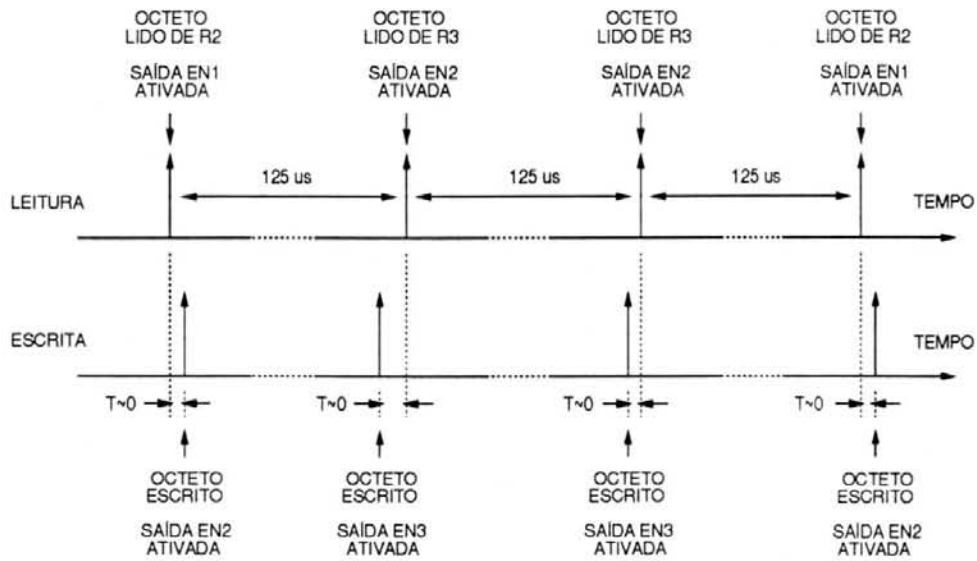 OCTETO
LIDO DE R2
SAÍDA EN1
ATIVADA
OCTETO
LIDO DE R3
SAÍDA EN2
ATIVADA
OCTETO
LIDO DE R3
SAÍDA EN2
ATIVADA
OCTETO
LIDO DE R2
SAÍDA EN1
ATIVADA
125 us
125 us
125 us
LEITURA
TEMPO
ESCRITA
TEMPO
T~0
T~0
T~0
T~0
OCTETO
ESCRITO
SAÍDA EN2
ATIVADA
OCTETO
ESCRITO
SAÍDA EN3
ATIVADA
OCTETO
ESCRITO
SAÍDA EN3
ATIVADA
OCTETO
ESCRITO
SAÍDA EN2
ATIVADA